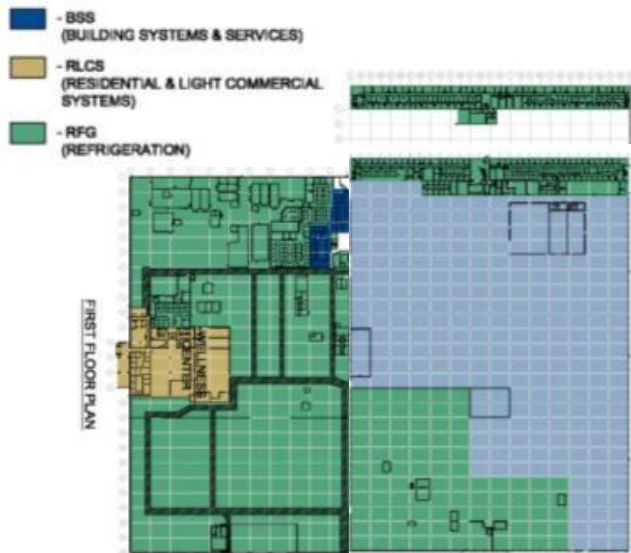 - BSS
(BUILDING SYSTEMS & SERVICES)
- RLCS
(RESIDENTIAL & LIGHT COMMERCIAL
SYSTEMS)
- RFG
(REFRIGERATION)
WELLNESS
CENTER
FIRST FLOOR PLAN